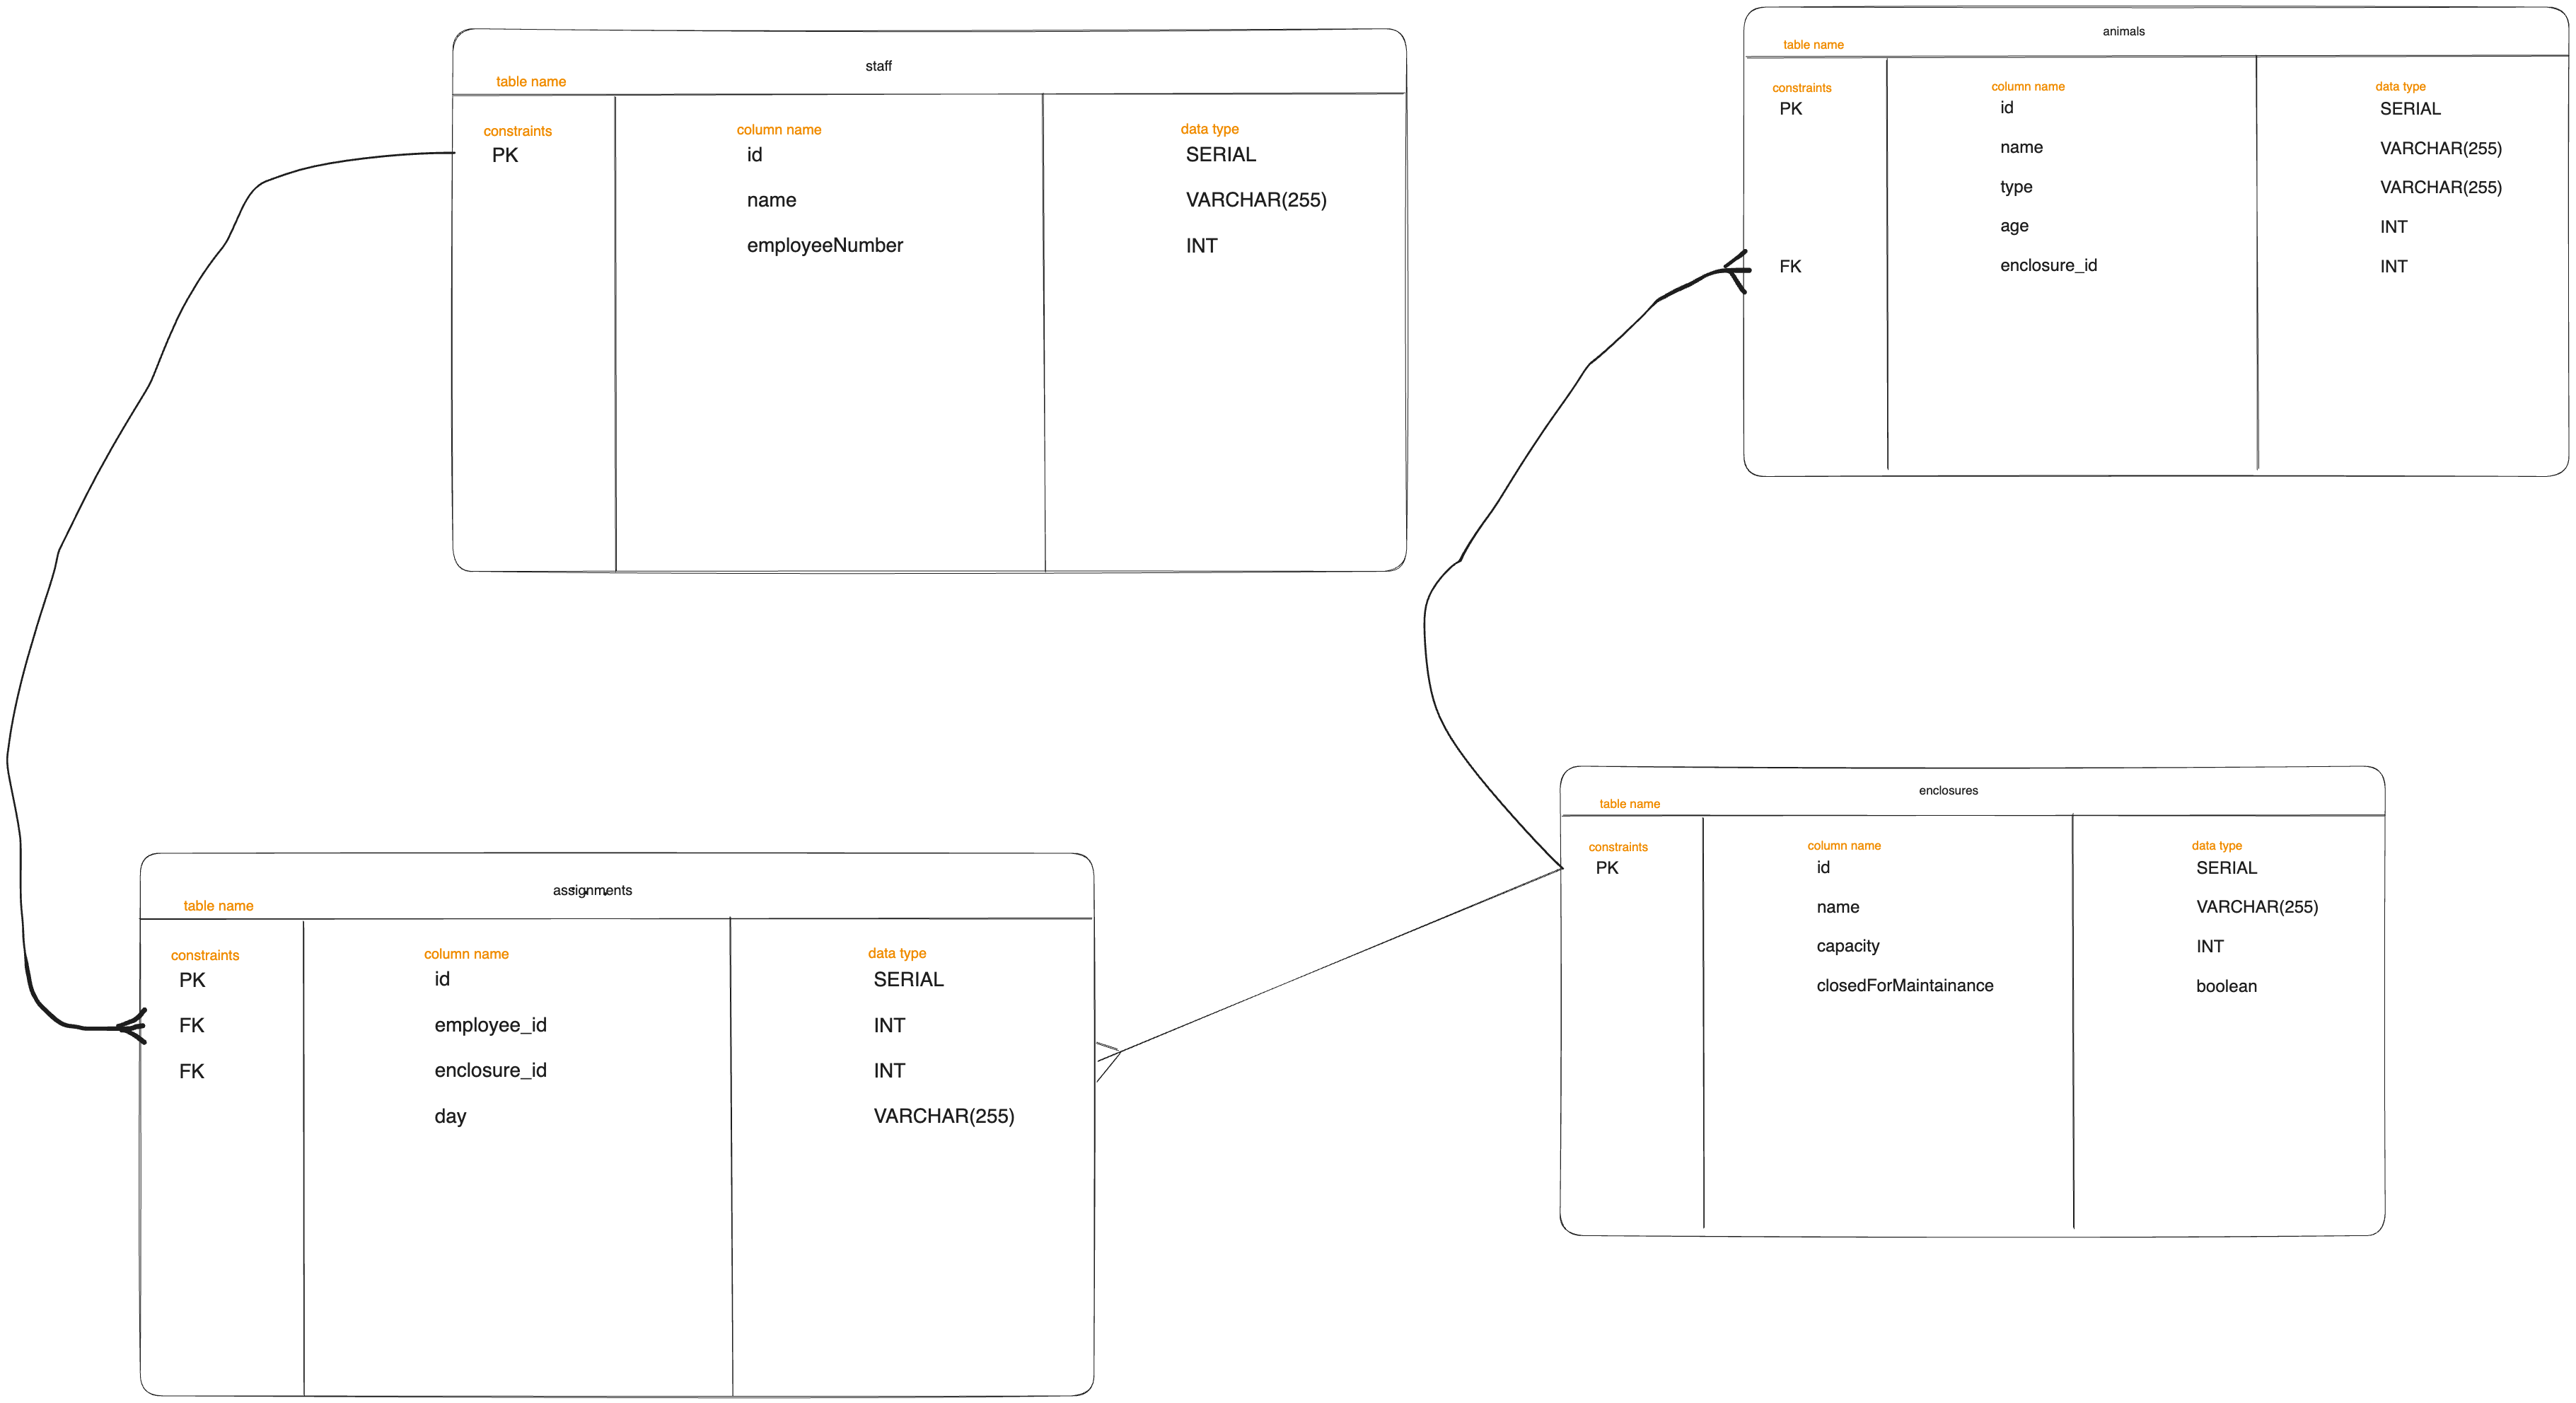 staff
table name
constraints column name data type
PK id SERIAL
name VARCHAR(255)
employeeNumber INT
animals
table name
constraints column name data type
PK id SERIAL
name VARCHAR(255)
type VARCHAR(255)
age INT
FK enclosure_id INT
assignments
table name
constraints column name data type
PK id SERIAL
FK employee_id INT
FK enclosure_id INT
day VARCHAR(255)
enclosures
table name
constraints column name data type
PK id SERIAL
name VARCHAR(255)
capacity INT
closedForMaintainance boolean